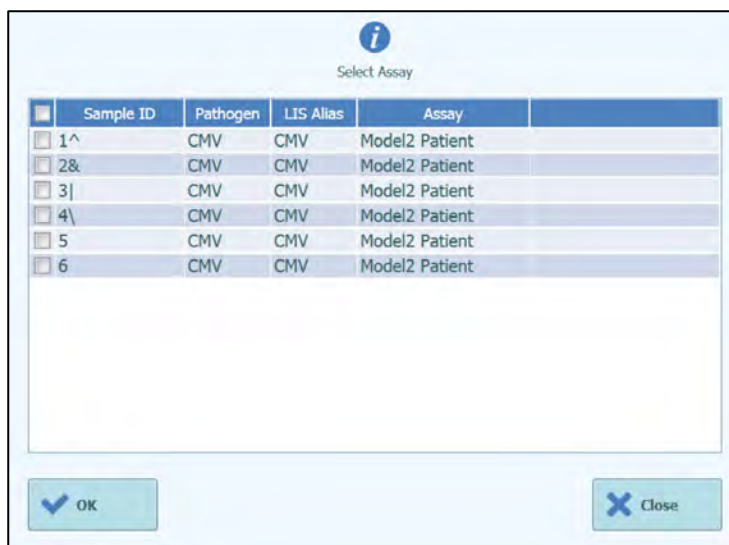 Select Assay
Sample ID Pathogen LIS Alias Assay
1^ CMV CMV Model2 Patient
2& CMV CMV Model2 Patient
3| CMV CMV Model2 Patient
4\ CMV CMV Model2 Patient
5 CMV CMV Model2 Patient
6 CMV CMV Model2 Patient
OK Close